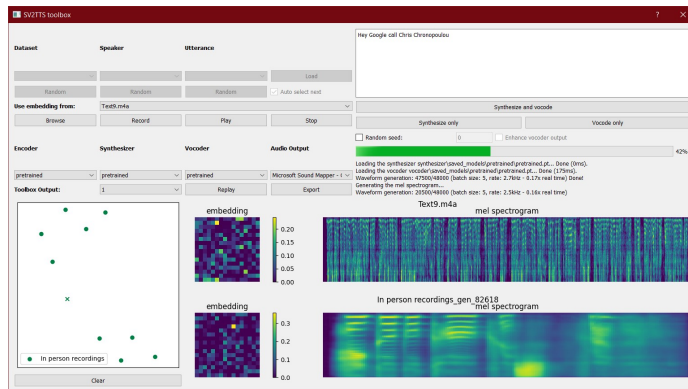 SV2TTS toolbox
? ×
Dataset Speaker Utterance
Load
Random Random Random Auto select next
Use embedding from: Text9.m4a
Browse Record Play Stop
Encoder Synthesizer Vocoder Audio Output
pretrained pretrained pretrained Microsoft Sound Mapper - 
Toolbox Output: 1 Replay Export
Hey Google call Chris Chronopoulou
Synthesize and vocode
Synthesize only Vocode only
Random seed: 0 Enhance vocoder output
42%
Loading the synthesizer synthesizer\saved_models\pretrained\pretrained.pt... Done (0ms).
Loading the vocoder vocoder\saved_models\pretrained\pretrained.pt... Done (175ms).
Waveform generation: 47500/48000 (batch size: 5, rate: 2.7kHz - 0.17x real time) Done!
Generating the mel spectrogram...
Waveform generation: 20500/48000 (batch size: 5, rate: 2.5kHz - 0.16x real time)
In person recordings
Clear
embedding
0.20
0.15
0.10
0.05
0.00
Text9.m4a
mel spectrogram
embedding
0.3
0.2
0.1
0.0
In person recordings_gen_82618
mel spectrogram